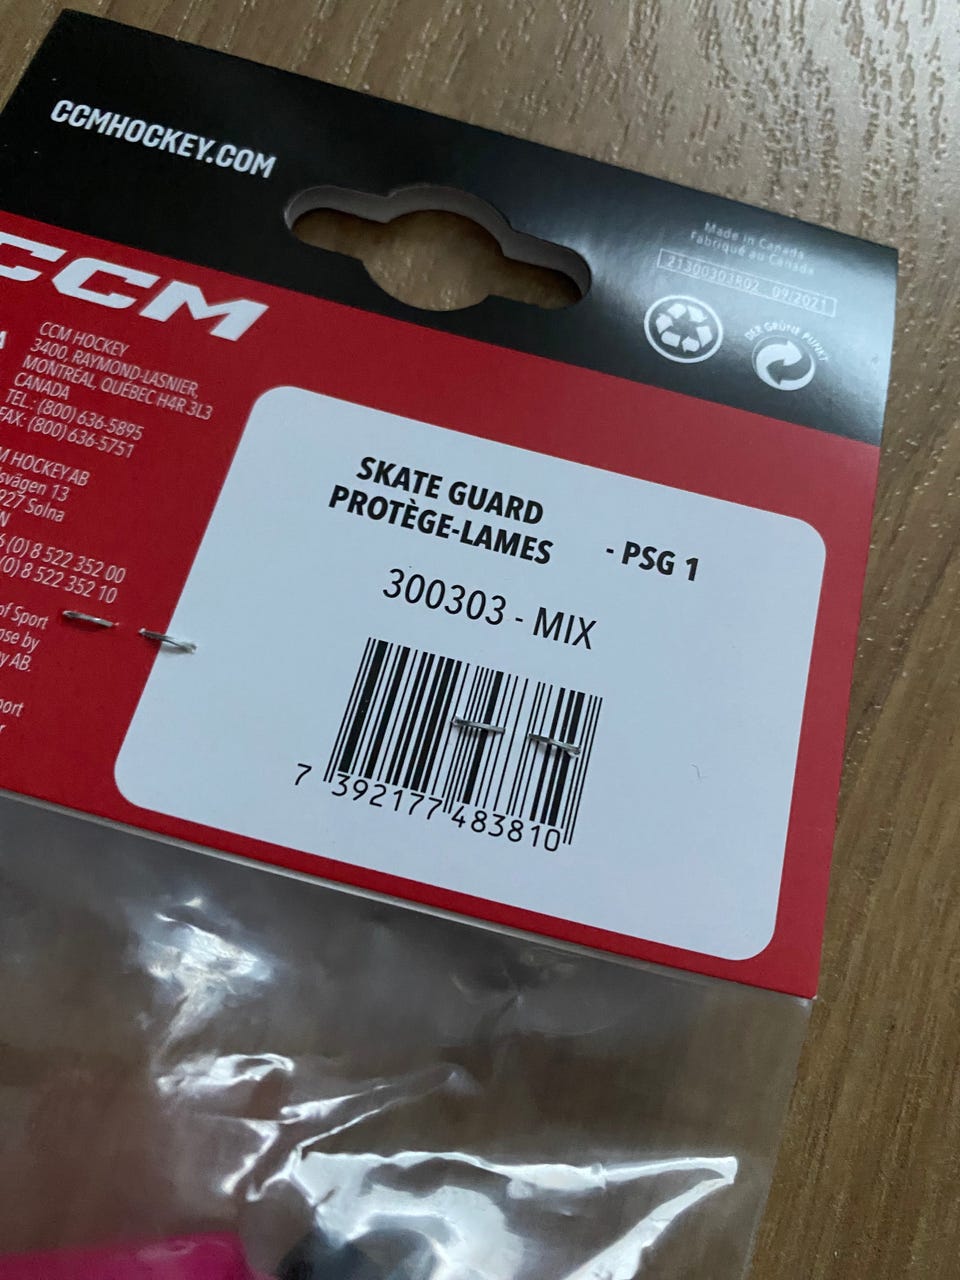 CCMHOCKEY.COM
Made in Canada
Fabriqué au Canada
21300303R02 09/2021
DER GRÜNE PUNKT
CCM
CCM HOCKEY
3400, RAYMOND-LASNIER,
MONTRÉAL, QUÉBEC H4R 3L3
CANADA
TEL.: (800) 636-5895
FAX: (800) 636-5751
HOCKEY AB
13
927 Solna
(0) 8 522 352 00
(0) 8 522 352 10
of Sport
by
AB.
SKATE GUARD
PROTÈGE-LAMES - PSG 1
300303 - MIX
7 392177 483810